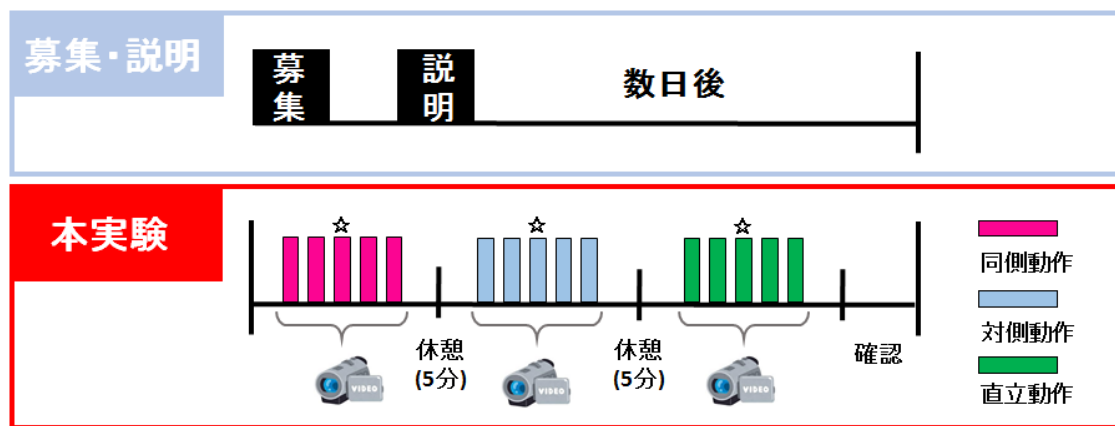 募集・説明
募集
説明
数日後
本実験
☆
☆
☆
同側動作
対側動作
直立動作
休憩
(5分)
休憩
(5分)
確認
VIDEO
VIDEO
VIDEO